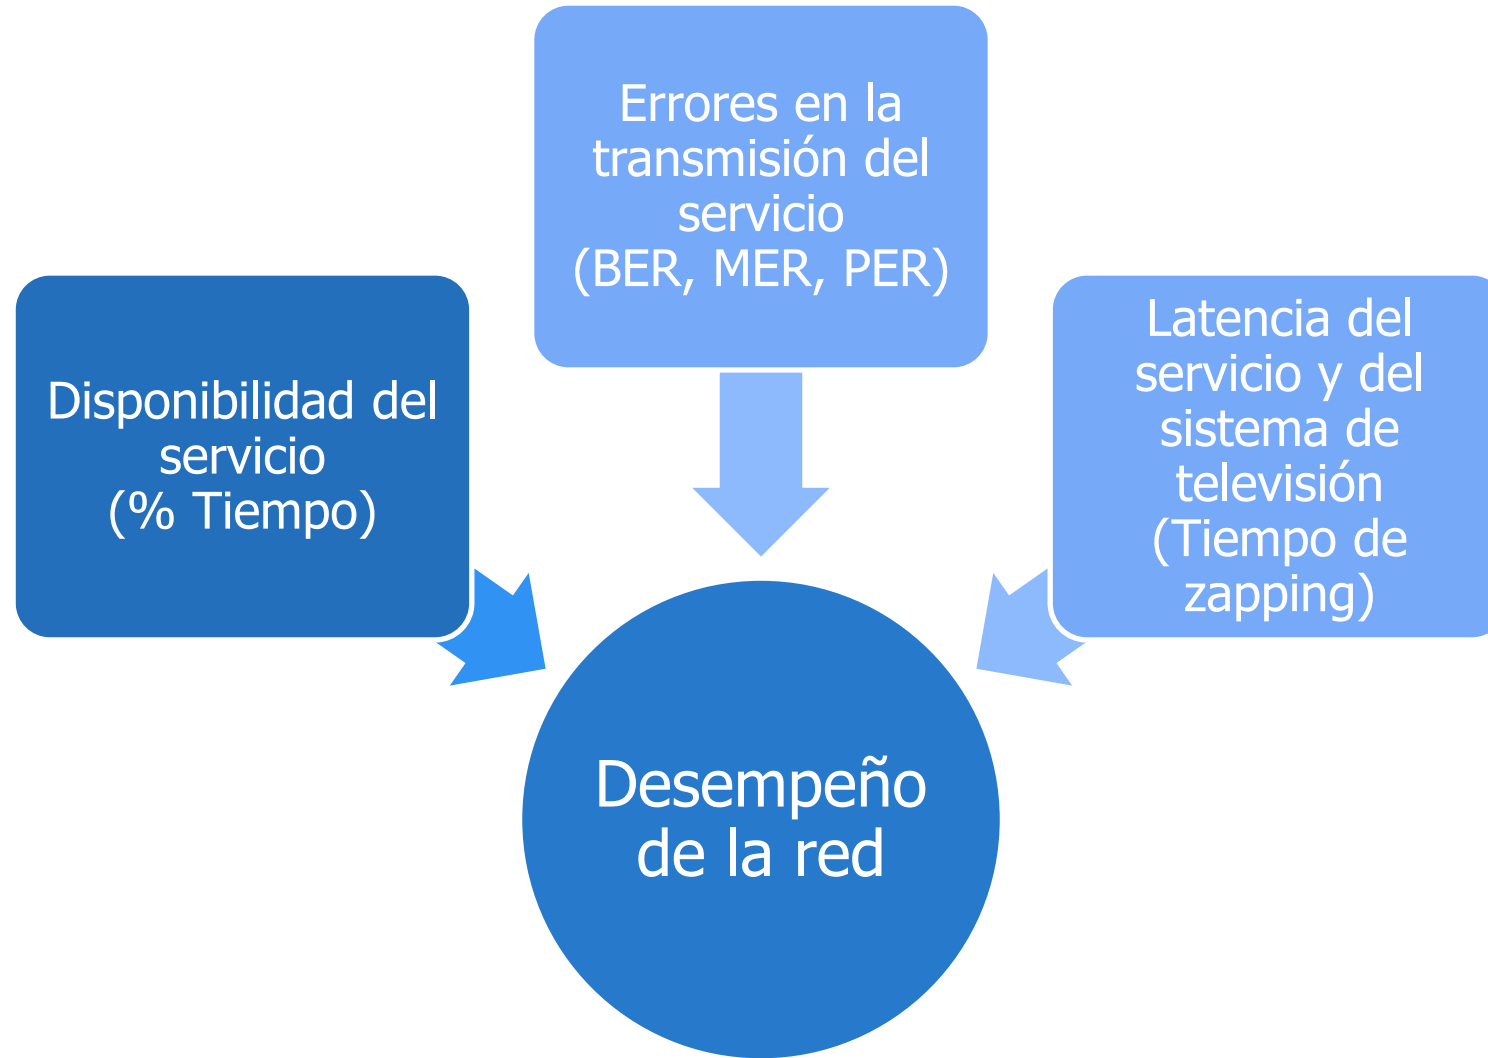 Errores en la
transmisión del
servicio
(BER, MER, PER)
Disponibilidad del
servicio
(% Tiempo)
Latencia del
servicio y del
sistema de
televisión
(Tiempo de
zapping)
Desempeño
de la red